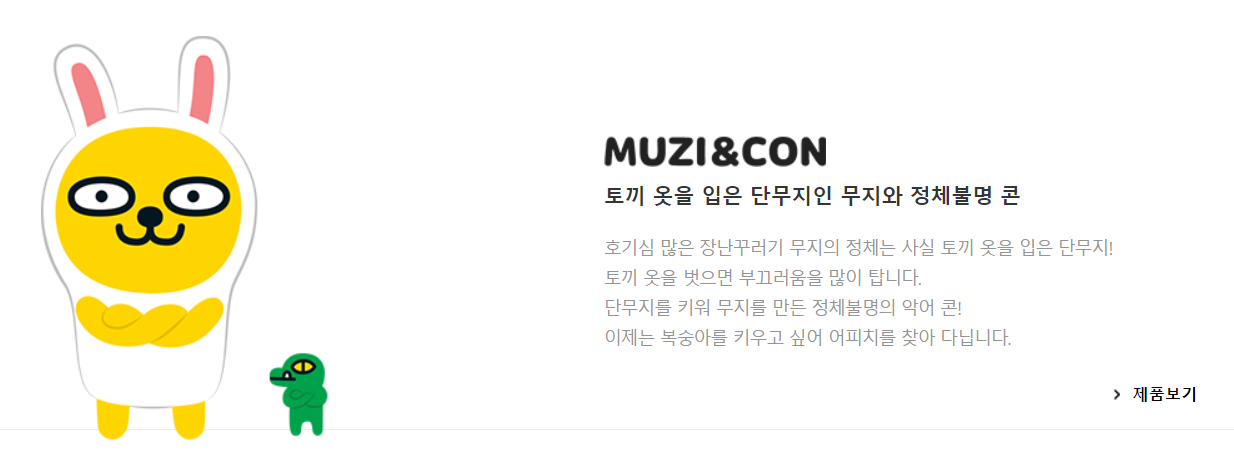 MUZI&CON
토끼 옷을 입은 단무지인 무지와 정체불명 콘
호기심 많은 장난꾸러기 무지의 정체는 사실 토끼 옷을 입은 단무지!
토끼 옷을 벗으면 부끄러움을 많이 탑니다.
단무지를 키워 무지를 만든 정체불명의 악어 콘!
이제는 복숭아를 키우고 싶어 어피치를 찾아 다닙니다.
제품보기